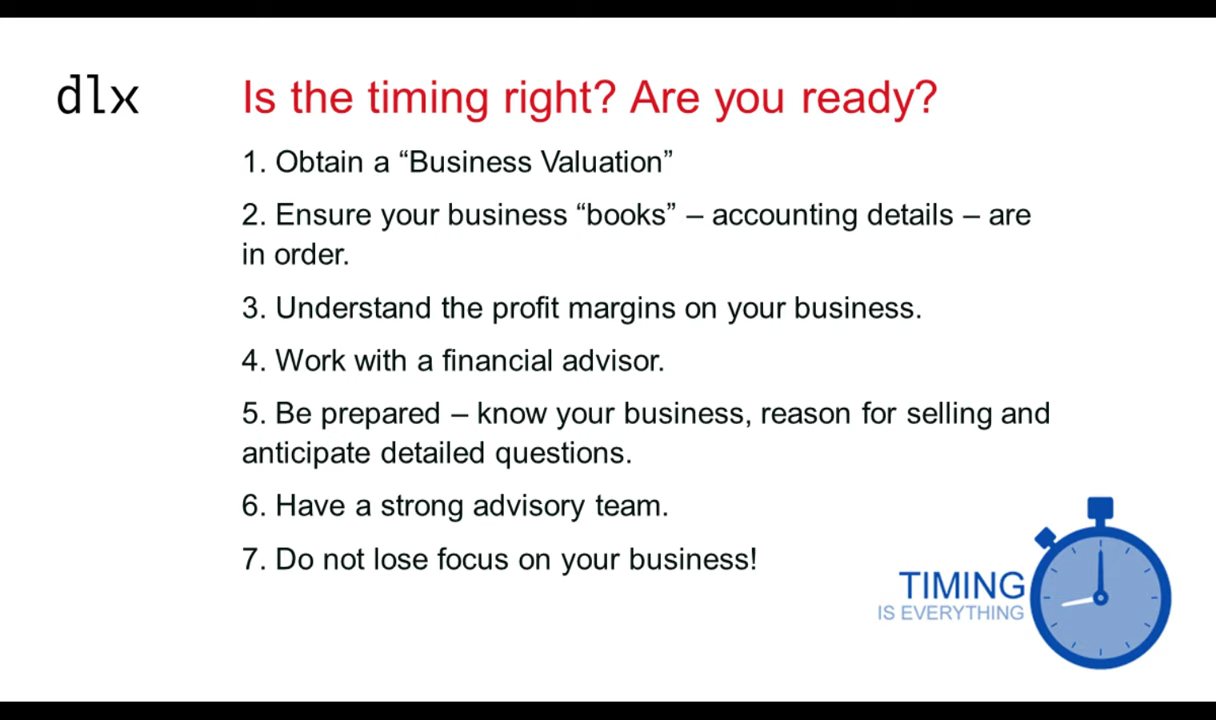 dlx
Is the timing right? Are you ready?
1. Obtain a “Business Valuation”
2. Ensure your business “books” – accounting details – are
in order.
3. Understand the profit margins on your business.
4. Work with a financial advisor.
5. Be prepared – know your business, reason for selling and
anticipate detailed questions.
6. Have a strong advisory team.
7. Do not lose focus on your business!
TIMING
IS EVERYTHING